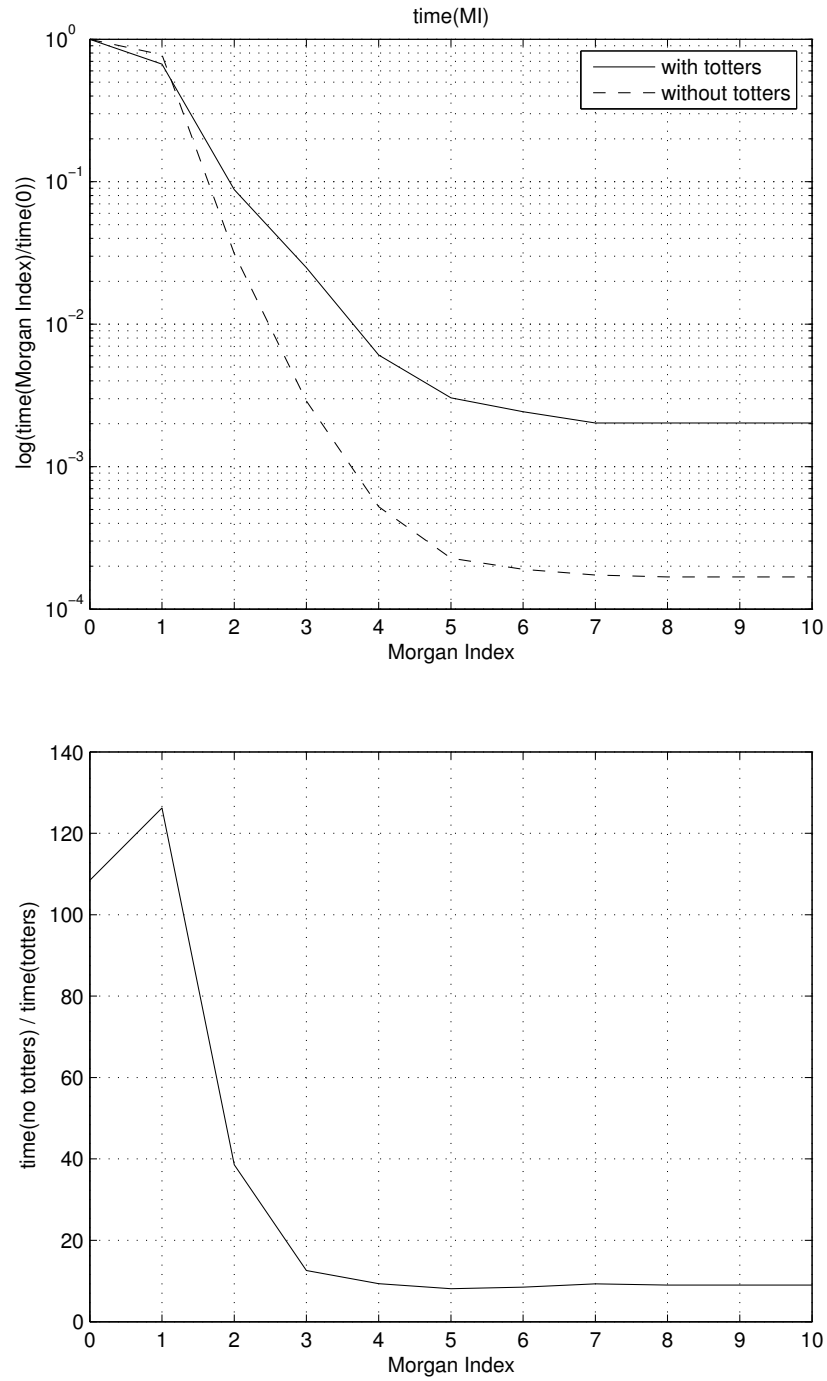 time(MI)
10^0
10^-1
10^-2
10^-3
10^-4
log(time(Morgan Index)/time(0))
with totters
without totters
0 1 2 3 4 5 6 7 8 9 10
Morgan Index
140
120
100
80
60
40
20
0
time(no totters) / time(totters)
0 1 2 3 4 5 6 7 8 9 10
Morgan Index